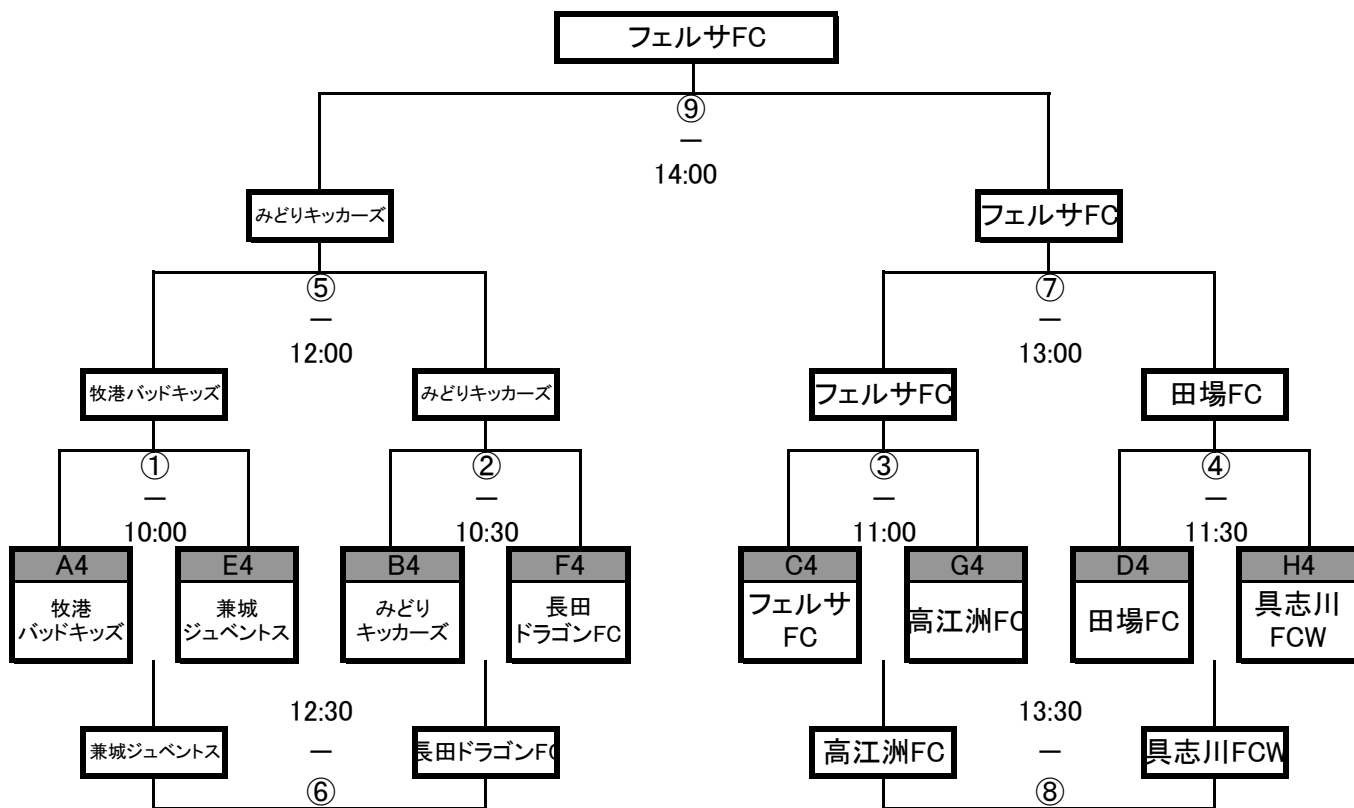 フェルサFC
⑨
ー
14:00
みどりキッカーズ
フェルサFC
⑤
ー
12:00
⑦
ー
13:00
牧港バッドキッズ
みどりキッカーズ
フェルサFC
田場FC
①
ー
10:00
②
ー
10:30
③
ー
11:00
④
ー
11:30
A4
牧港
バッドキッズ
E4
兼城
ジュベントス
B4
みどり
キッカーズ
F4
長田
ドラゴンFC
C4
フェルサ
FC
G4
高江洲FC
D4
田場FC
H4
具志川
FCW
12:30
13:30
兼城ジュベントス
ー
長田ドラゴンFC
高江洲FC
ー
具志川FCW
⑥
⑧